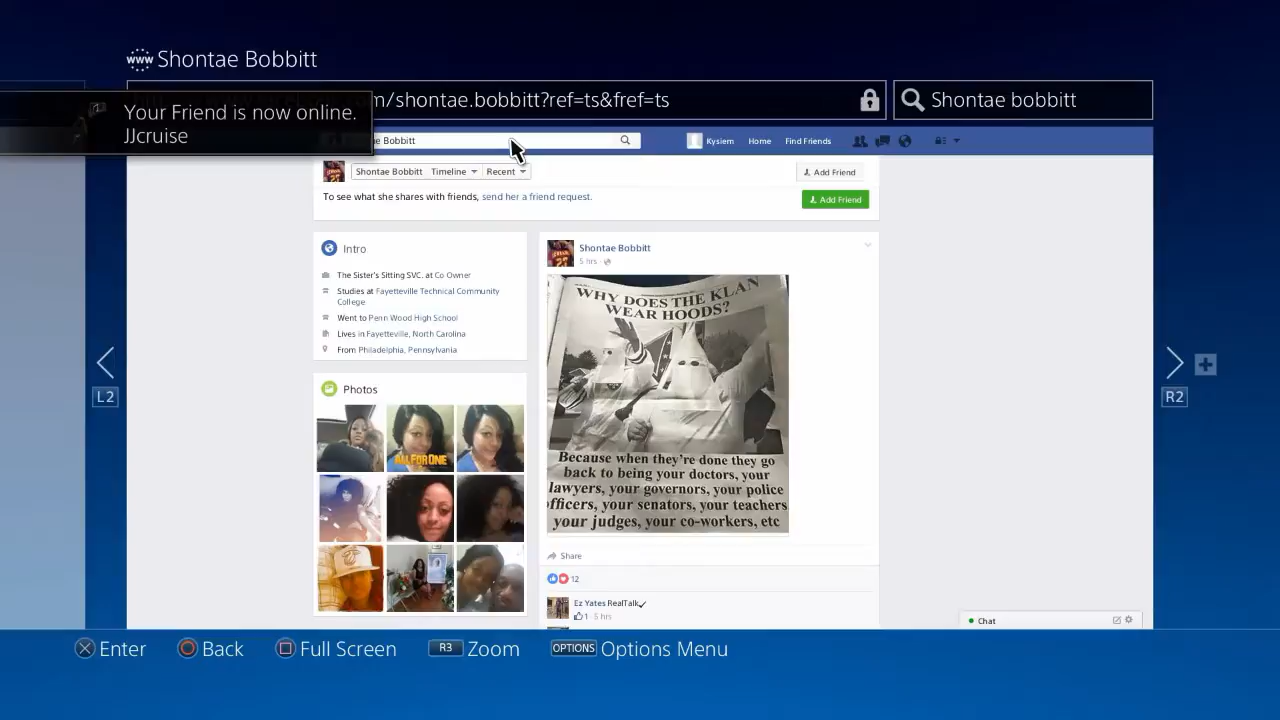 www Shontae Bobbitt
m/shontae.bobbitt?ref=ts&fref=ts
Shontae bobbitt
Your Friend is now online.
JJcruise
e Bobbitt
Kysiem Home Find Friends
Shontae Bobbitt Timeline Recent
Add Friend
To see what she shares with friends, send her a friend request.
Add Friend
Intro
The Sister's Sitting SVC. at Co Owner
Studies at Fayetteville Technical Community
College
Went to Penn Wood High School
Lives in Fayetteville, North Carolina
From Philadelphia, Pennsylvania
Photos
ALL FOR ONE
Shontae Bobbitt
5 hrs
WHY DOES THE KLAN
WEAR HOODS?
Because when they're done they go
back to being your doctors, your
lawyers, your governors, your police
officers, your senators, your teachers
your judges, your co-workers, etc
Share
12
Ez Yates RealTalk
1 · 5 hrs
Chat
L2
R2
Enter
Back
Full Screen
R3 Zoom
OPTIONS Options Menu